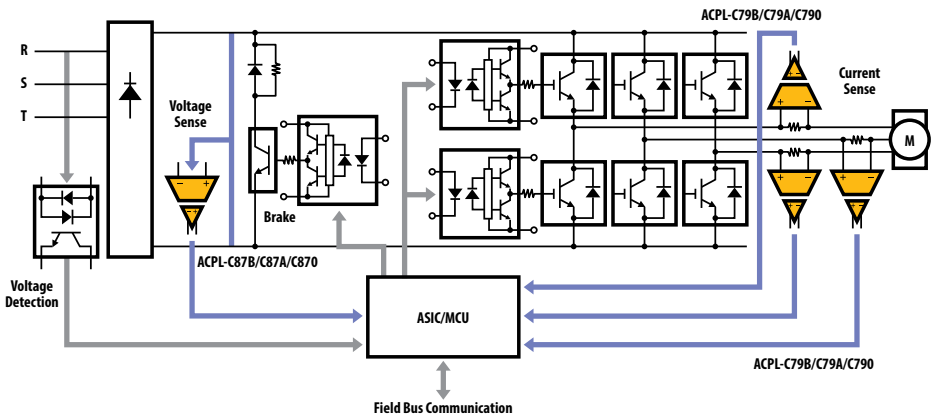 ACPL-C79B/C79A/C790
R
S
T
Voltage
Sense
Current
Sense
M
Brake
ACPL-C87B/C87A/C870
Voltage
Detection
ASIC/MCU
ACPL-C79B/C79A/C790
Field Bus Communication